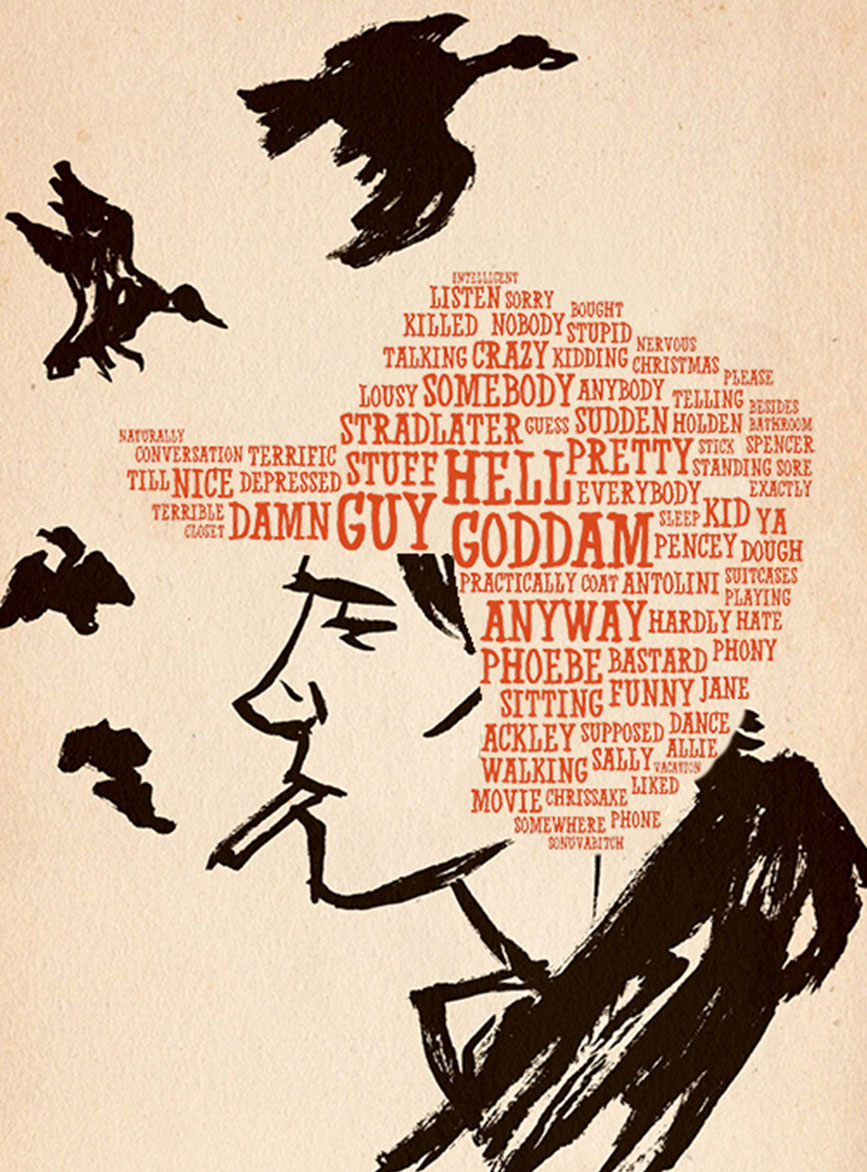 INTELLIGENT
LISTEN SORRY
BOUGHT
KILLED NOBODY STUPID
NERVOUS
TALKING CRAZY KIDDING CHRISTMAS
PLEASE
LOUSY SOMEBODY ANYBODY TELLING BESIDES
STRADLATER GUESS SUDDEN HOLDEN BATHROOM
NATURALLY
CONVERSATION TERRIFIC STUFF HELL PRETTY STICK SPENCER
STANDING SORE
TILL NICE DEPRESSED EVERYBODY EXACTLY
TERRIBLE DAMN GUY GODDAM SLEEP KID YA
CLOSET
PENCEY DOUGH
PRACTICALLY COAT ANTOLINI SUITCASES
PLAYING
ANYWAY HARDLY HATE
PHOEBE BASTARD PHONY
SITTING FUNNY JANE
ACKLEY SUPPOSED DANCE
WALKING SALLY ALLIE
VACATION
MOVIE CHRISSAKE LIKED
SOMEWHERE PHONE
SONUVABITCH